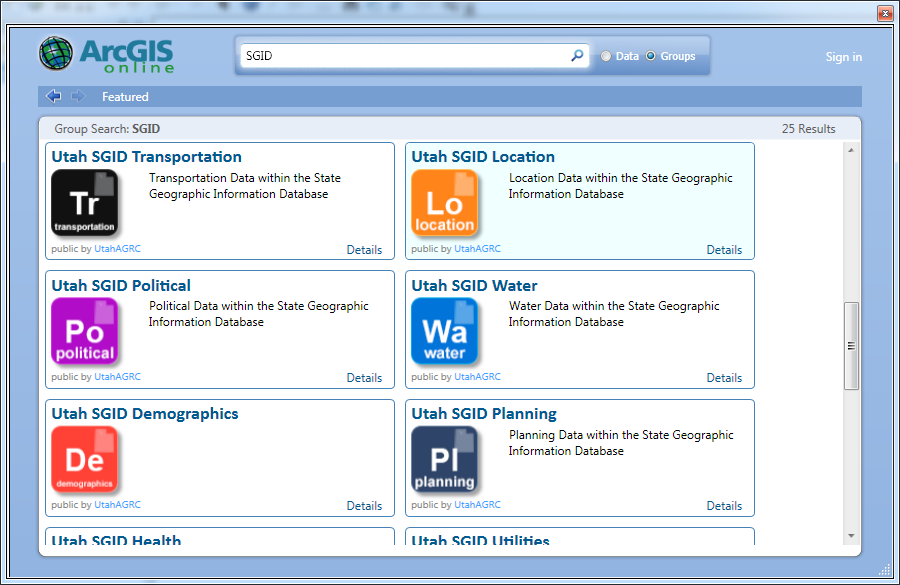 ArcGIS
online
SGID
Data
Groups
Sign in
Featured
Group Search: SGID
25 Results
Utah SGID Transportation
Tr
transportation
Transportation Data within the State
Geographic Information Database
public by UtahAGRC
Details
Utah SGID Location
Lo
location
Location Data within the State Geographic
Information Database
public by UtahAGRC
Details
Utah SGID Political
Po
political
Political Data within the State Geographic
Information Database
public by UtahAGRC
Details
Utah SGID Water
Wa
water
Water Data within the State Geographic
Information Database
public by UtahAGRC
Details
Utah SGID Demographics
De
demographics
public by UtahAGRC
Details
Utah SGID Planning
Pl
planning
Planning Data within the State Geographic
Information Database
public by UtahAGRC
Details
Utah SGID Health
Utah SGID Utilities